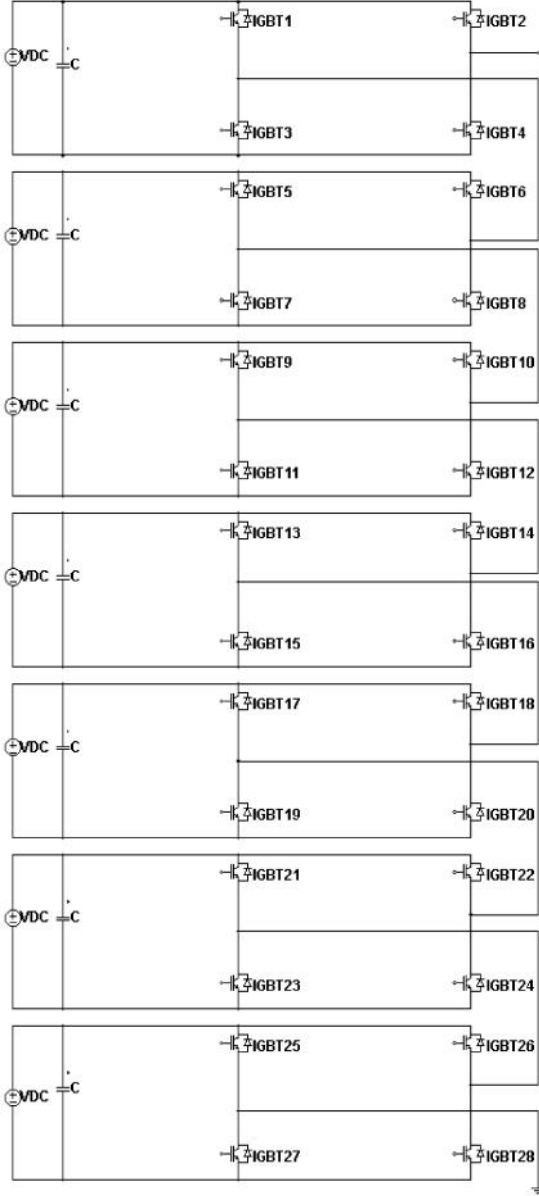 IGBT1 IGBT2
VDC C
IGBT3 IGBT4
IGBT5 IGBT6
VDC C
IGBT7 IGBT8
IGBT9 IGBT10
VDC C
IGBT11 IGBT12
IGBT13 IGBT14
VDC C
IGBT15 IGBT16
IGBT17 IGBT18
VDC C
IGBT19 IGBT20
IGBT21 IGBT22
VDC C
IGBT23 IGBT24
IGBT25 IGBT26
VDC C
IGBT27 IGBT28